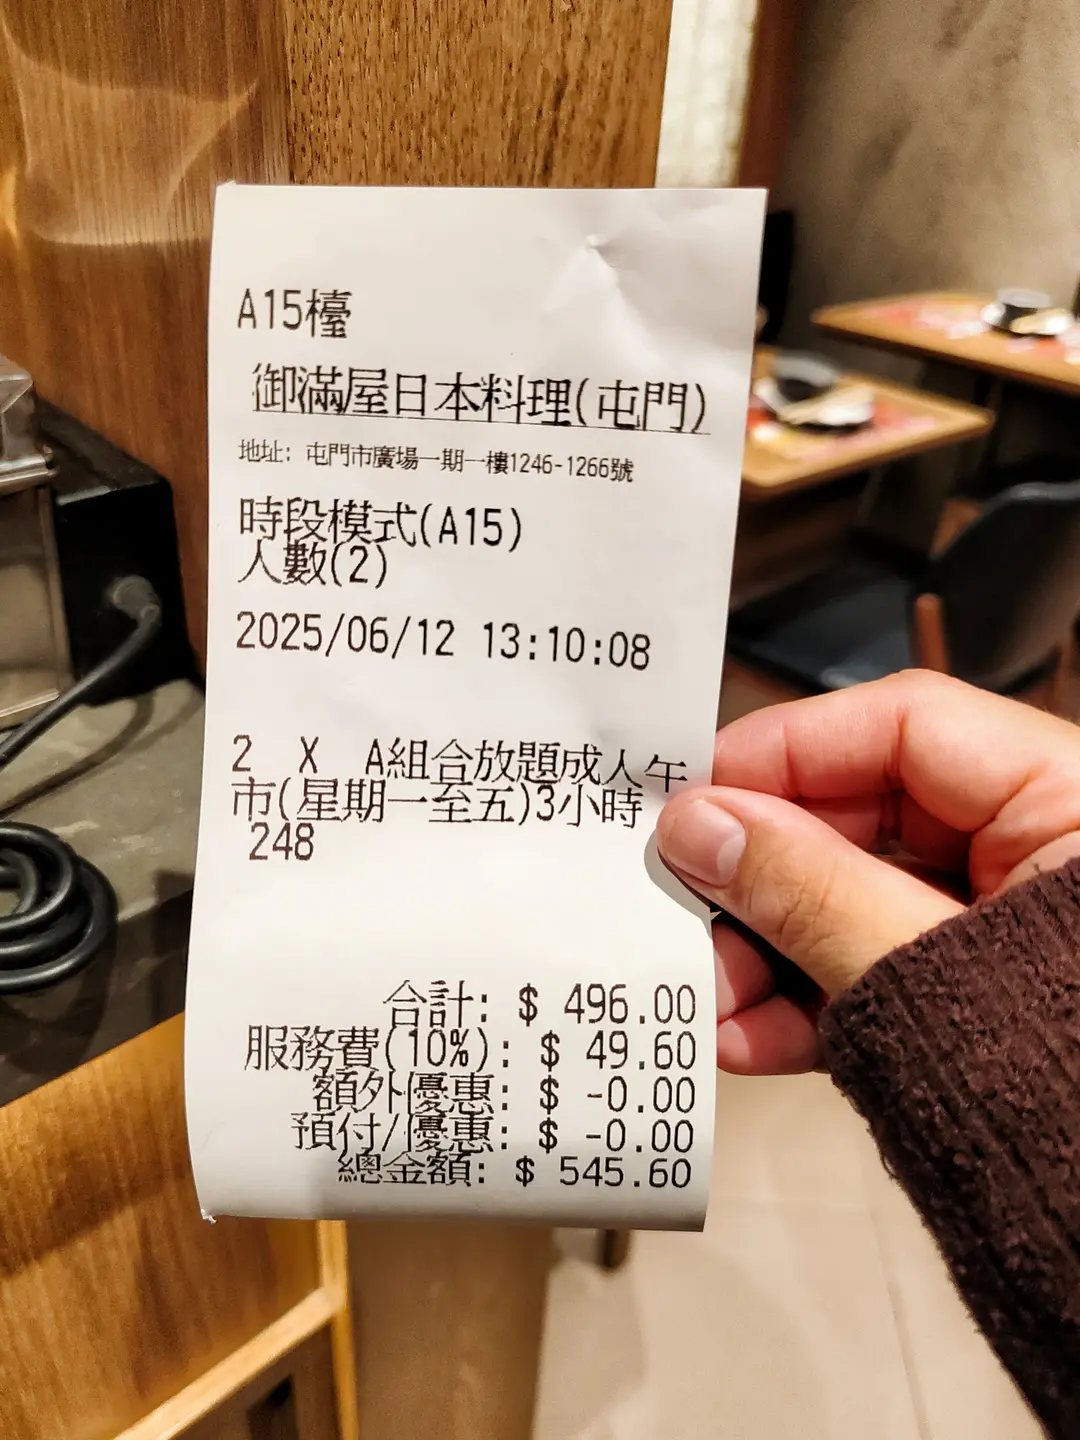 A15檯
御滿屋日本料理(屯門)
地址: 屯門市廣場一期一樓1246-1266號
時段模式(A15)
人數(2)
2025/06/12 13:10:08
2 X A組合放題成人午
市(星期一至五)3小時
248
合計: $ 496.00
服務費(10%): $ 49.60
額外優惠: $ -0.00
預付/優惠: $ -0.00
總金額: $ 545.60